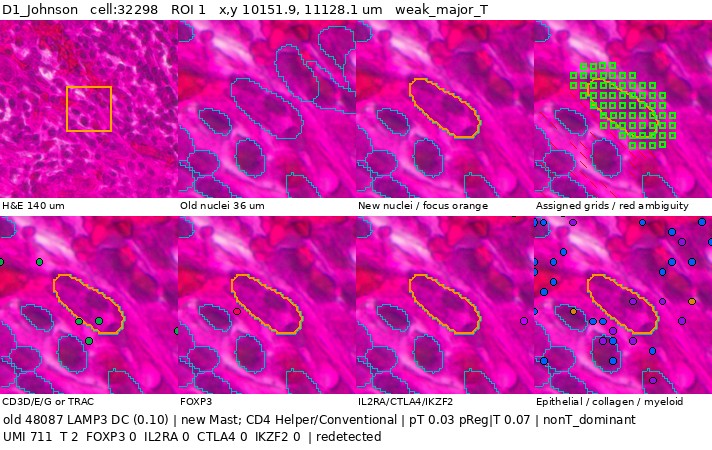 D1_Johnson cell:32298 ROI 1 x,y 10151.9, 11128.1 um weak_major_T
H&E 140 um
Old nuclei 36 um
New nuclei / focus orange
Assigned grids / red ambiguity
CD3D/E/G or TRAC
FOXP3
IL2RA/CTLA4/IKZF2
Epithelial / collagen / myeloid
old 48087 LAMP3 DC (0.10) | new Mast; CD4 Helper/Conventional | pT 0.03 pReg|T 0.07 | nonT_dominant
UMI 711 T 2 FOXP3 0 IL2RA 0 CTLA4 0 IKZF2 0 | redetected